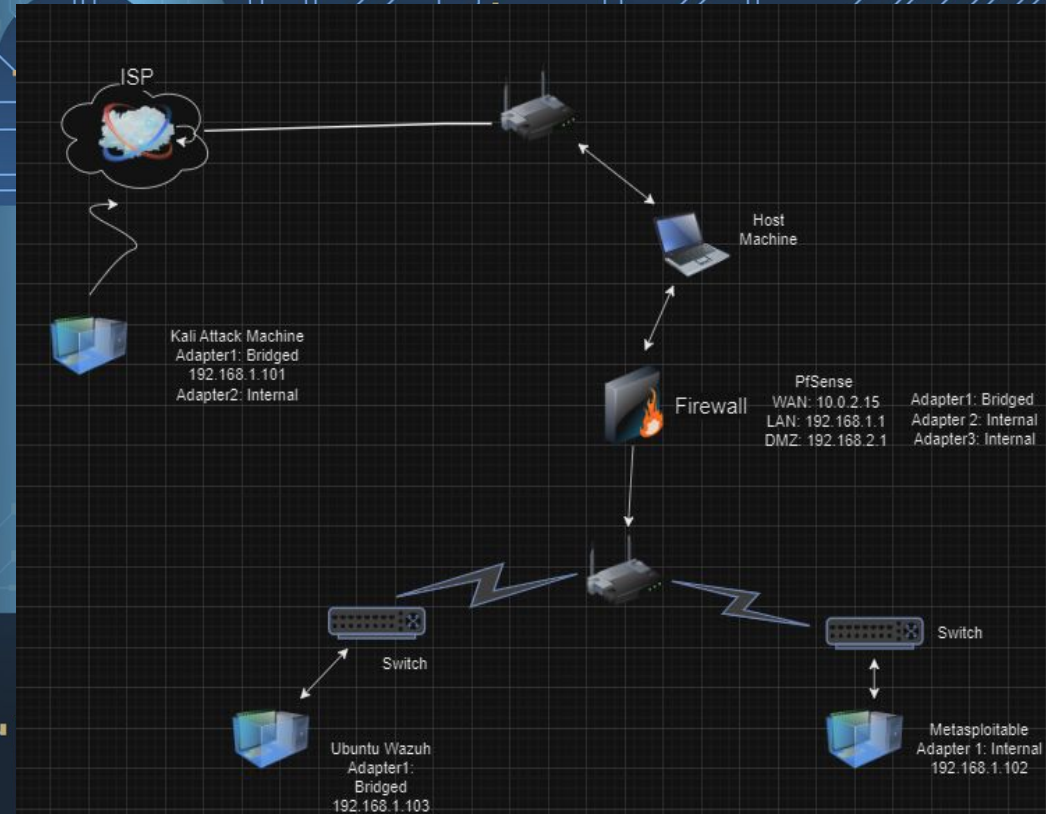 ISP
Host
Machine
Kali Attack Machine
Adapter1: Bridged
192.168.1.101
Adapter2: Internal
Firewall
PfSense
WAN: 10.0.2.15
LAN: 192.168.1.1
DMZ: 192.168.2.1
Adapter1: Bridged
Adapter 2: Internal
Adapter3: Internal
Switch
Switch
Ubuntu Wazuh
Adapter1:
Bridged
192.168.1.103
Metasploitable
Adapter 1: Internal
192.168.1.102